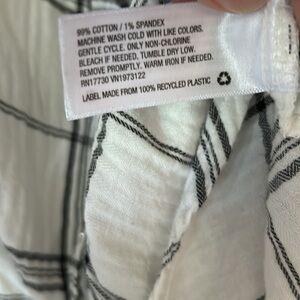 99% COTTON / 1% SPANDEX
MACHINE WASH COLD WITH LIKE COLORS.
GENTLE CYCLE. ONLY NON-CHLORINE
BLEACH IF NEEDED. TUMBLE DRY LOW.
REMOVE PROMPTLY. WARM IRON IF NEEDED.
RN17730 VN1973122
LABEL MADE FROM 100% RECYCLED PLASTIC